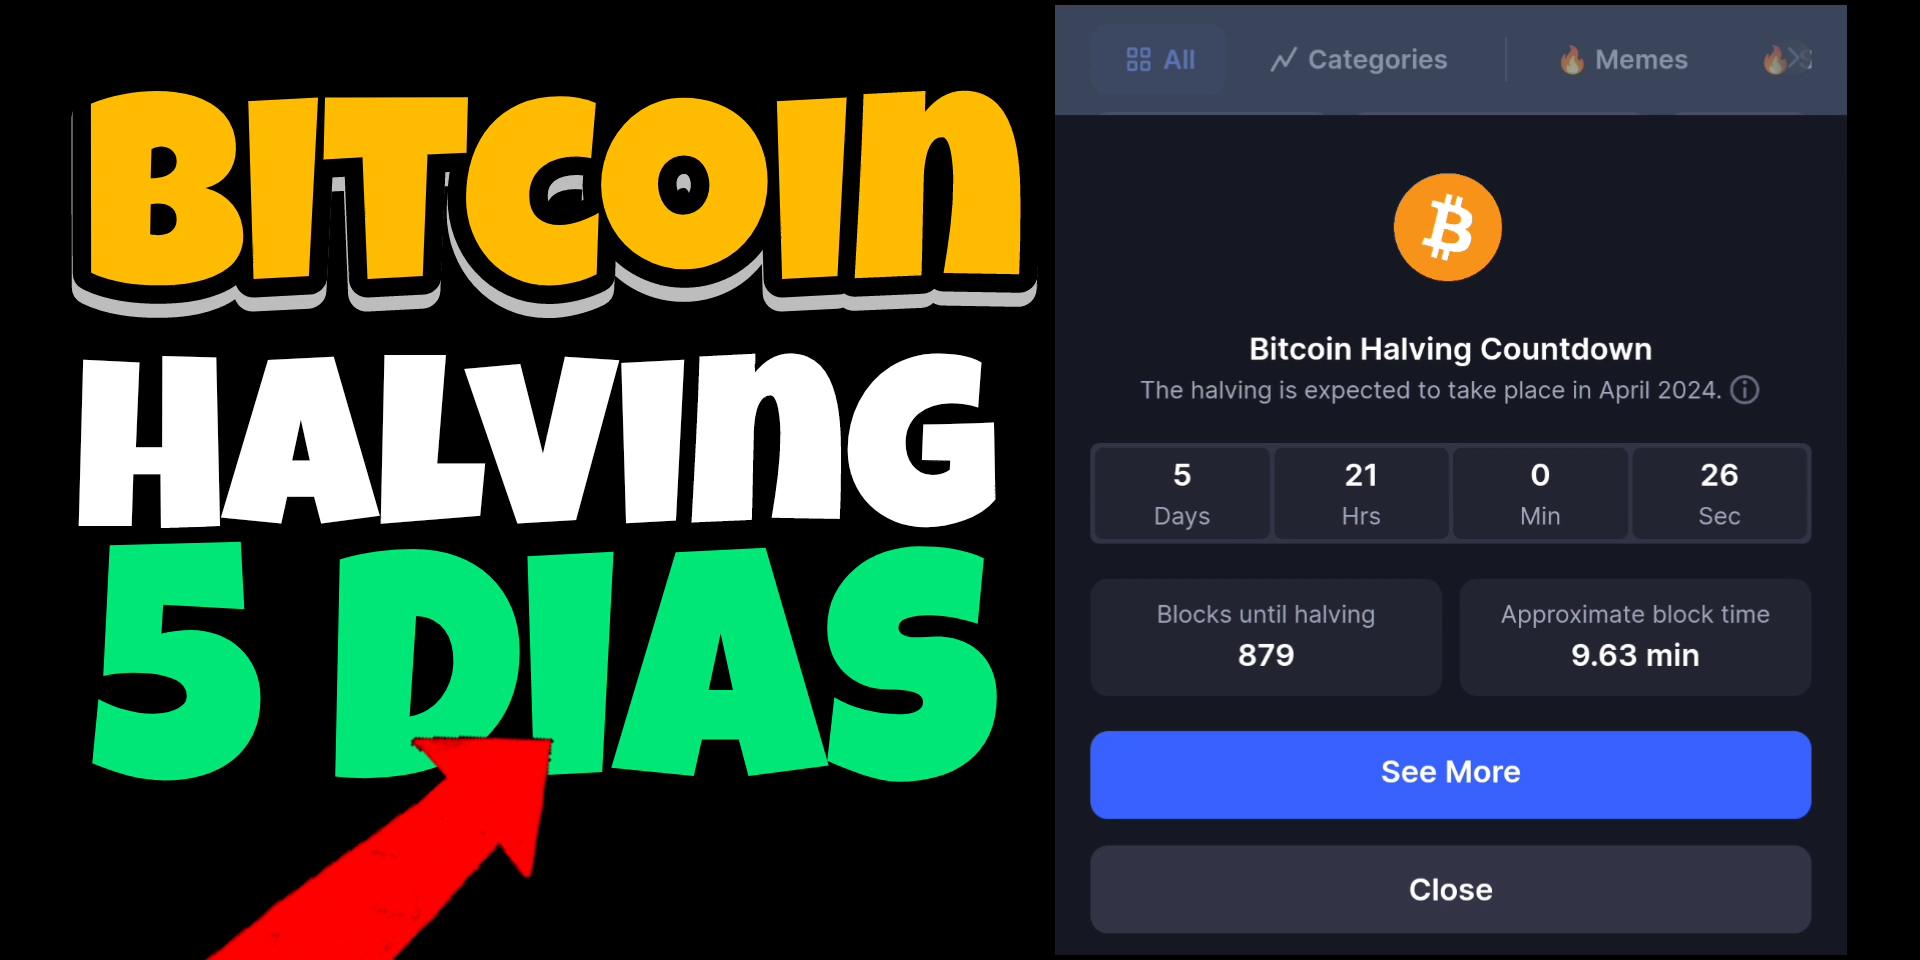 BITCOIN
HALVING
5 DIAS
All
Categories
Memes
Bitcoin Halving Countdown
The halving is expected to take place in April 2024.
5
21
0
26
Days
Hrs
Min
Sec
Blocks until halving
Approximate block time
879
9.63 min
See More
Close